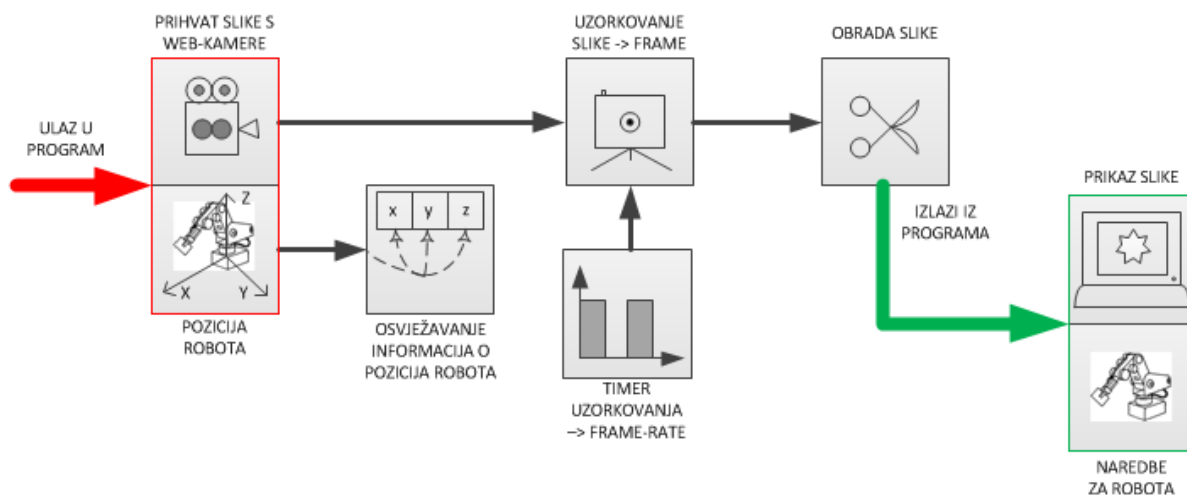 PRIHVAT SLIKE S
WEB-KAMERE
UZORKOVANJE
SLIKE -> FRAME
OBRADA SLIKE
ULAZ U
PROGRAM
Z
X
Y
x y z
POZICIJA
ROBOTA
OSVJEŽAVANJE
INFORMACIJA O
POZICIJA ROBOTA
TIMER
UZORKOVANJA
–> FRAME-RATE
IZLAZI IZ
PROGRAMA
PRIKAZ SLIKE
NAREDBE
ZA ROBOTA